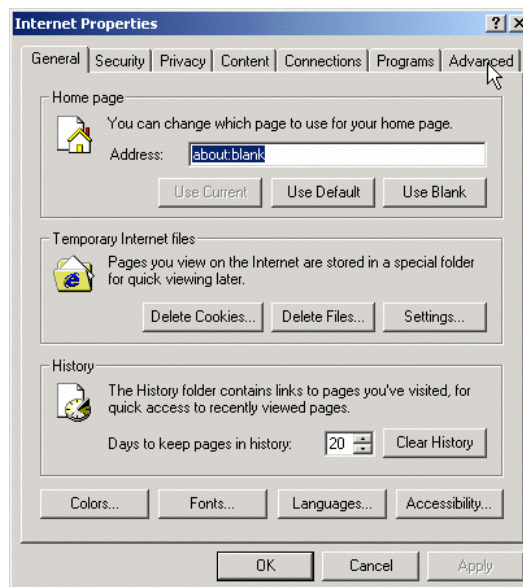 Internet Properties
General Security Privacy Content Connections Programs Advanced
Home page
You can change which page to use for your home page.
Address: about:blank
Use Current Use Default Use Blank
Temporary Internet files
Pages you view on the Internet are stored in a special folder
for quick viewing later.
Delete Cookies... Delete Files... Settings...
History
The History folder contains links to pages you've visited, for
quick access to recently viewed pages.
Days to keep pages in history: 20 Clear History
Colors... Fonts... Languages... Accessibility...
OK Cancel Apply